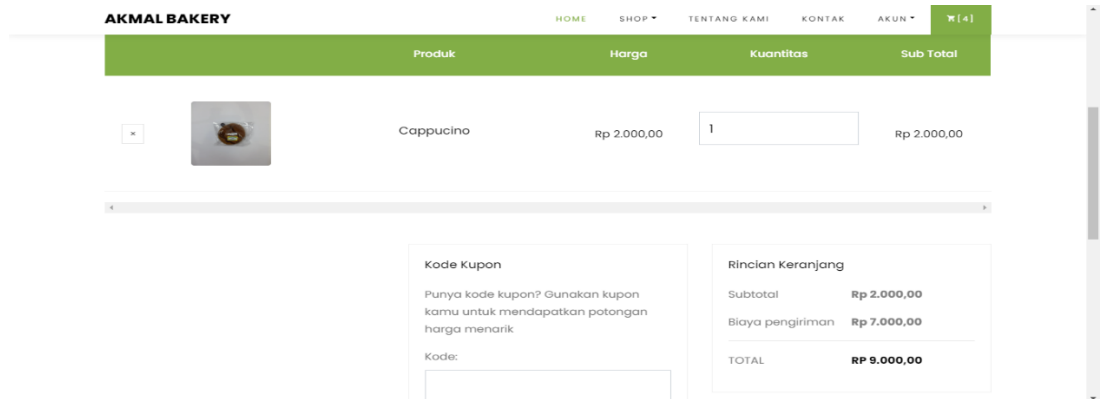 AKMAL BAKERY HOME SHOP TENTANG KAMI KONTAK AKUN [4]
Produk Harga Kuantitas Sub Total
× Cappucino Rp 2.000,00 1 Rp 2.000,00
Kode Kupon
Punya kode kupon? Gunakan kupon
kamu untuk mendapatkan potongan
harga menarik
Kode:
Rincian Keranjang
Subtotal Rp 2.000,00
Biaya pengiriman Rp 7.000,00
TOTAL RP 9.000,00